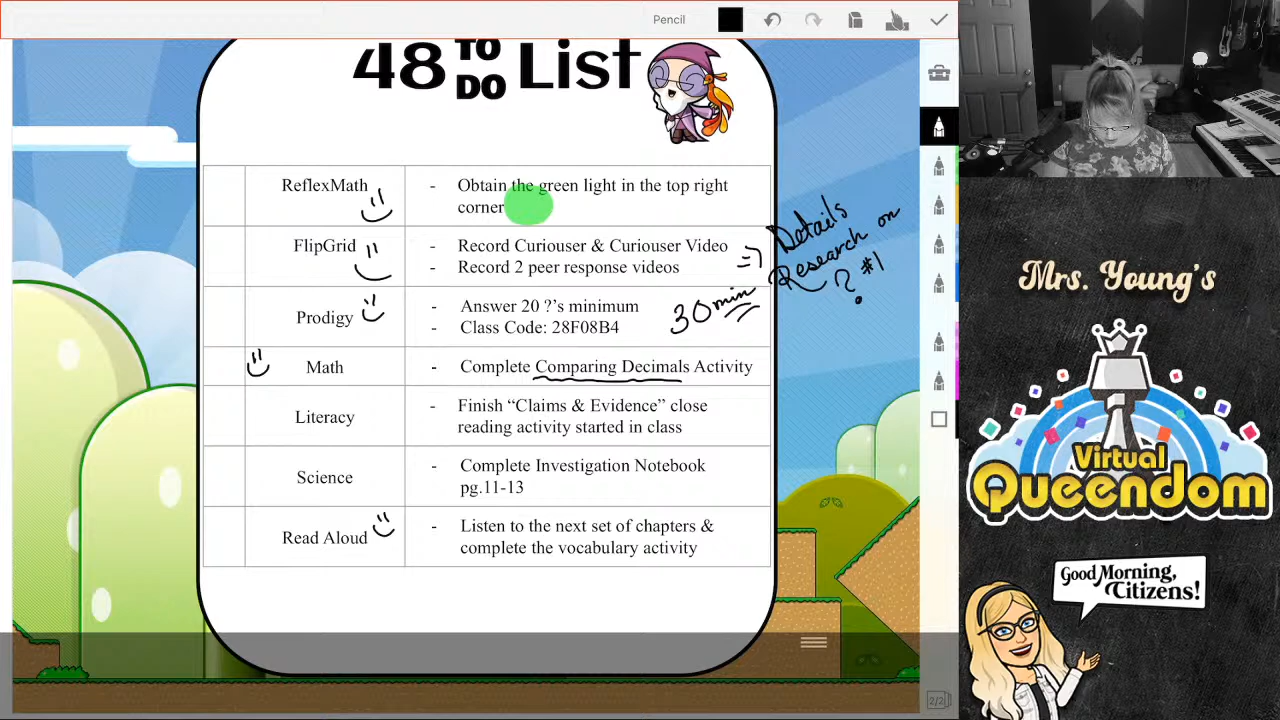 Pencil
48 TO DO List
ReflexMath
- Obtain the green light in the top right
corner
FlipGrid
- Record Curiouser & Curiouser Video
- Record 2 peer response videos
=> Details
Research on
? #1
Prodigy
- Answer 20 ?'s minimum
- Class Code: 28F08B4
30 min
Math
- Complete Comparing Decimals Activity
Literacy
- Finish “Claims & Evidence” close
reading activity started in class
Science
- Complete Investigation Notebook
pg.11-13
Read Aloud
- Listen to the next set of chapters &
complete the vocabulary activity
2/2
Mrs. Young's
Virtual
Queendom
Good Morning,
Citizens!